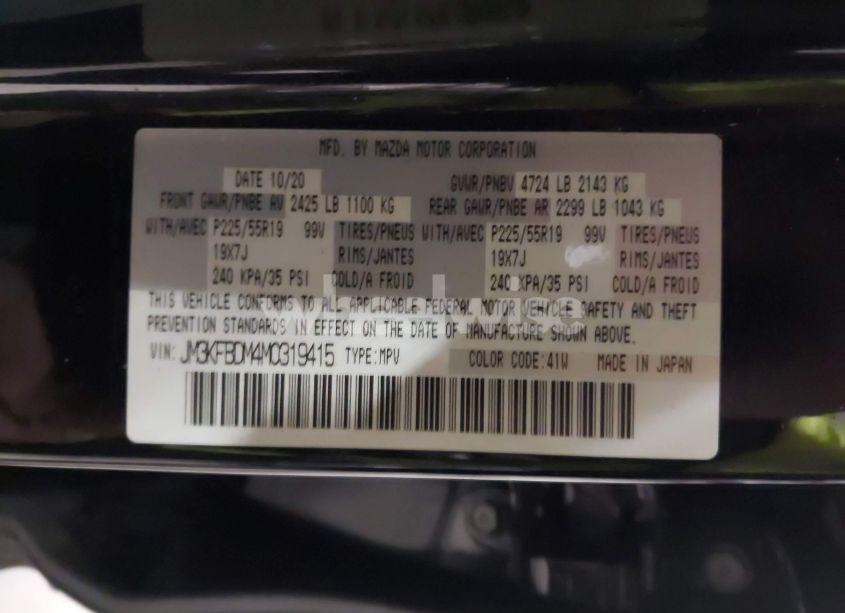 MFD. BY MAZDA MOTOR CORPORATION
DATE 10/20 GVWR/PNBV 4724 LB 2143 KG
FRONT GAWR/PNBE AV 2425 LB 1100 KG REAR GAWR/PNBE AR 2299 LB 1043 KG
WITH/AVEC P225/55R19 99V TIRES/PNEUS WITH/AVEC P225/55R19 99V TIRES/PNEUS
19X7J RIMS/JANTES 19X7J RIMS/JANTES
240 KPA/35 PSI COLD/A FROID 240 KPA/35 PSI COLD/A FROID
THIS VEHICLE CONFORMS TO ALL APPLICABLE FEDERAL MOTOR VEHICLE SAFETY AND THEFT
PREVENTION STANDARDS IN EFFECT ON THE DATE OF MANUFACTURE SHOWN ABOVE.
VIN: JM3KFBDM4M0319415 TYPE:MPV COLOR CODE:41W MADE IN JAPAN